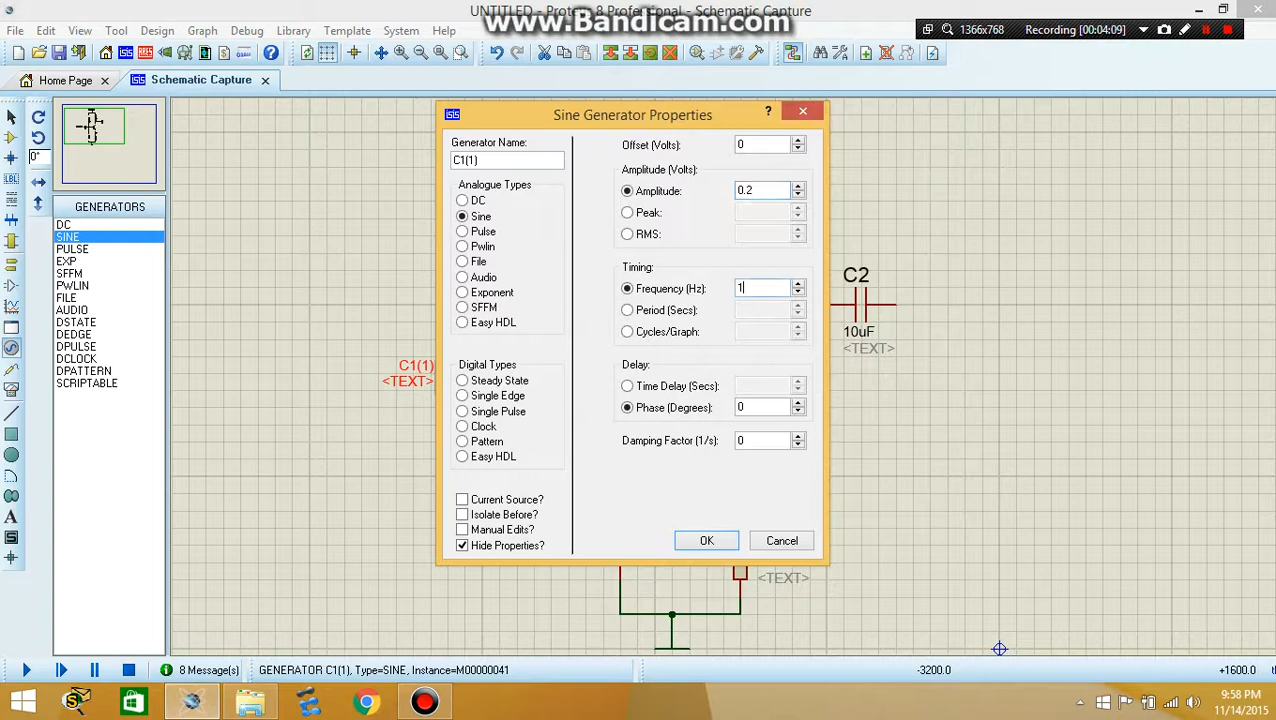 UNTITLED - Proteus 8 Professional - Schematic Capture
www.Bandicam.com
File Edit View Tool Design Graph Debug Library Template System Help
1366x768 Recording [00:04:09]
Home Page Schematic Capture
0°
LBL
GENERATORS
DC
SINE
PULSE
EXP
SFFM
PWLIN
FILE
AUDIO
DSTATE
DEDGE
DPULSE
DCLOCK
DPATTERN
SCRIPTABLE
Sine Generator Properties
Generator Name:
C1(1)
Analogue Types
DC
Sine
Pulse
Pwlin
File
Audio
Exponent
SFFM
Easy HDL
Digital Types
Steady State
Single Edge
Single Pulse
Clock
Pattern
Easy HDL
Current Source?
Isolate Before?
Manual Edits?
Hide Properties?
Offset (Volts): 0
Amplitude (Volts):
Amplitude: 0.2
Peak:
RMS:
Timing:
Frequency (Hz): 1
Period (Secs):
Cycles/Graph:
Delay:
Time Delay (Secs):
Phase (Degrees): 0
Damping Factor (1/s): 0
OK Cancel
C1(1)
<TEXT>
C2
10uF
<TEXT>
<TEXT>
8 Message(s) GENERATOR C1(1), Type=SINE, Instance=M00000041 -3200.0 +1600.0
9:58 PM
11/14/2015